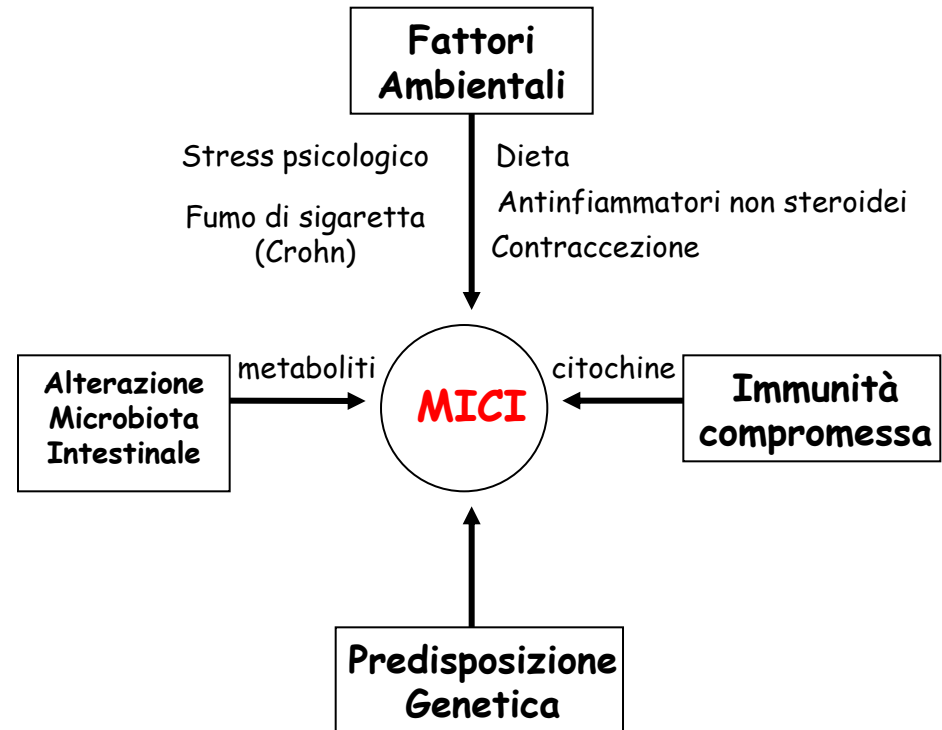 Fattori
Ambientali
Stress psicologico
Fumo di sigaretta
(Crohn)
Dieta
Antinfiammatori non steroidei
Contraccezione
Alterazione
Microbiota
Intestinale
metaboliti
MICI
citochine
Immunità
compromessa
Predisposizione
Genetica